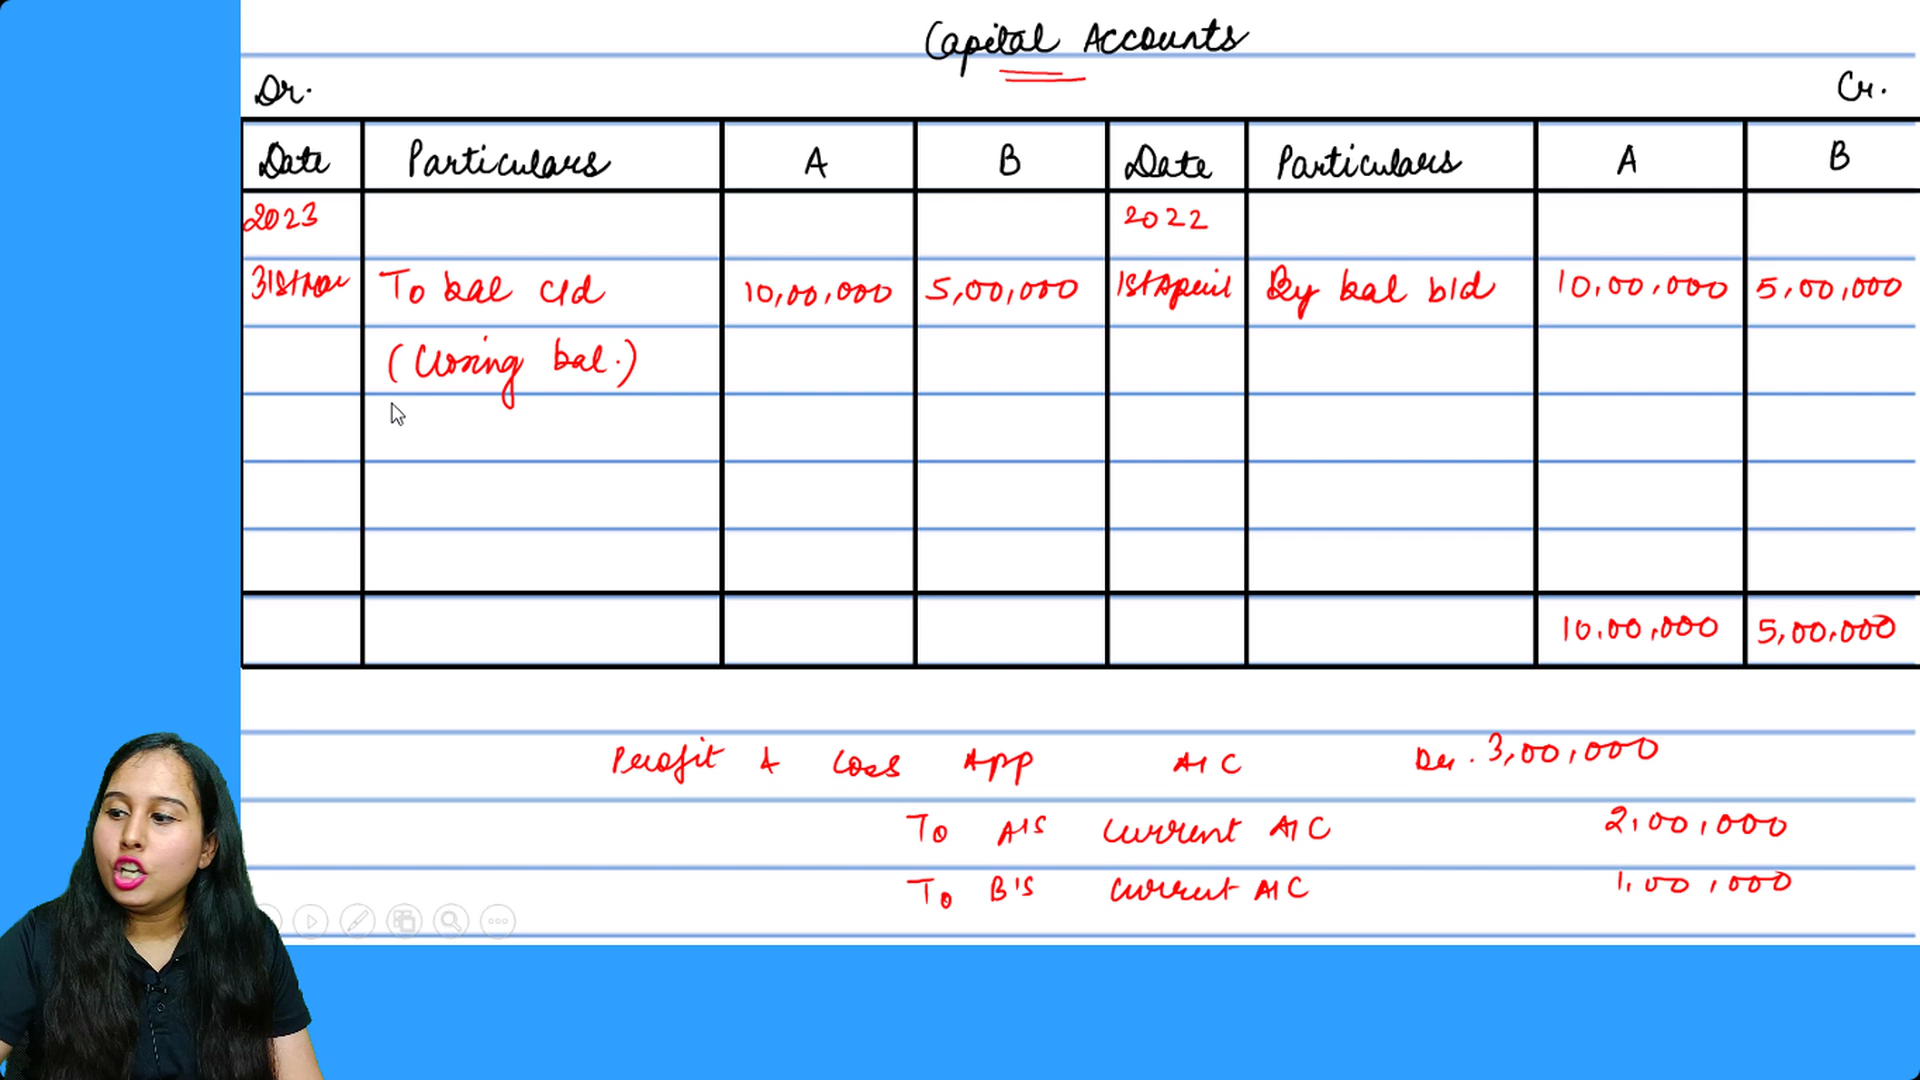 Capital Accounts
Dr. Cr.
Date Particulars A B Date Particulars A B
2023 2022
31st Mar To bal c/d 10,00,000 5,00,000 1st April By bal b/d 10,00,000 5,00,000
(Closing bal.)
10,00,000 5,00,000
Profit & Loss App A/C Dr. 3,00,000
To A's Current A/C 2,00,000
To B's Current A/C 1,00,000